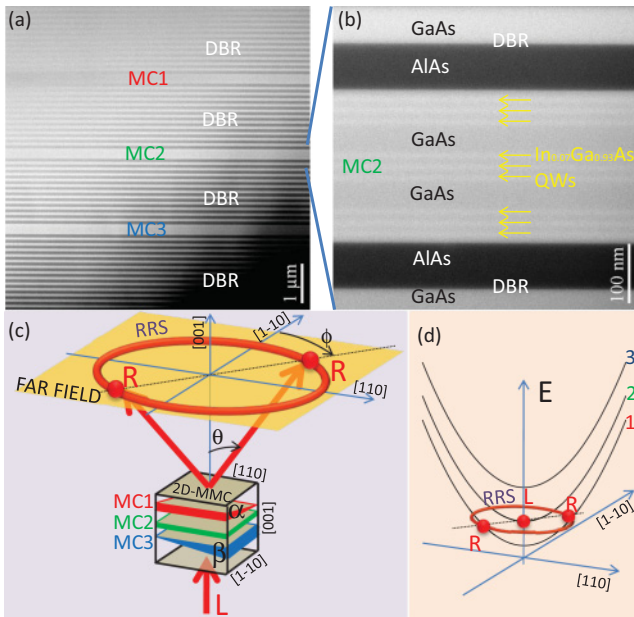 (a)
DBR
MC1
DBR
MC2
DBR
MC3
DBR
1 μm
(b)
GaAs
DBR
AlAs
GaAs
In0.07Ga0.93As
MC2
QWs
GaAs
AlAs
DBR
GaAs
100 nm
(c)
RRS
[001]
[1-10]
ϕ
R
R
[110]
FAR FIELD
θ
[110]
2D-MMC
MC1
α
MC2
[001]
MC3
β
[1-10]
L
(d)
3
E
2
1
RRS
L
R
R
[1-10]
[110]